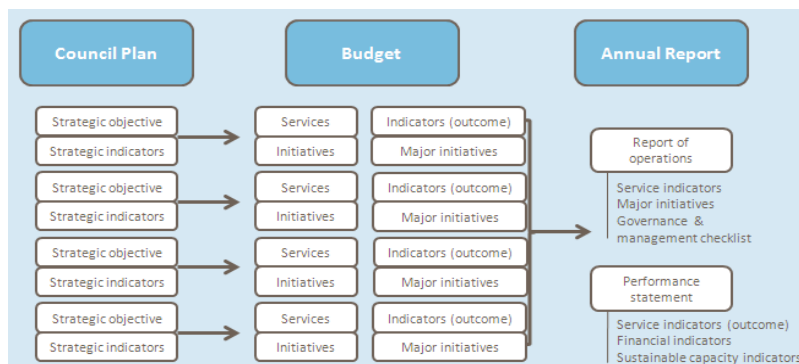 Council Plan
Budget
Annual Report
Strategic objective
Strategic indicators
Services
Initiatives
Indicators (outcome)
Major initiatives
Strategic objective
Strategic indicators
Services
Initiatives
Indicators (outcome)
Major initiatives
Strategic objective
Strategic indicators
Services
Initiatives
Indicators (outcome)
Major initiatives
Strategic objective
Strategic indicators
Services
Initiatives
Indicators (outcome)
Major initiatives
Report of
operations
Service indicators
Major initiatives
Governance &
management checklist
Performance
statement
Service indicators (outcome)
Financial indicators
Sustainable capacity indicators